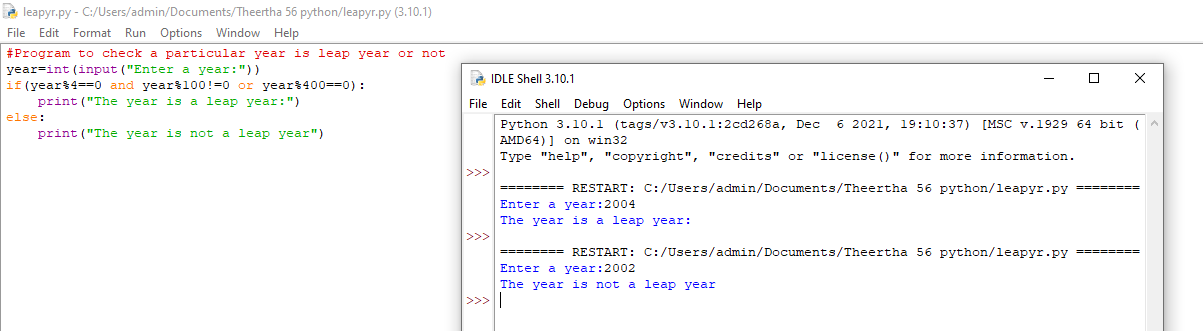 leapyr.py - C:/Users/admin/Documents/Theertha 56 python/leapyr.py (3.10.1)
File Edit Format Run Options Window Help
#Program to check a particular year is leap year or not
year=int(input("Enter a year:"))
if(year%4==0 and year%100!=0 or year%400==0):
    print("The year is a leap year:")
else:
    print("The year is not a leap year")
IDLE Shell 3.10.1
File Edit Shell Debug Options Window Help
Python 3.10.1 (tags/v3.10.1:2cd268a, Dec  6 2021, 19:10:37) [MSC v.1929 64 bit (
AMD64)] on win32
Type "help", "copyright", "credits" or "license()" for more information.
>>>
======== RESTART: C:/Users/admin/Documents/Theertha 56 python/leapyr.py ========
Enter a year:2004
The year is a leap year:
>>>
======== RESTART: C:/Users/admin/Documents/Theertha 56 python/leapyr.py ========
Enter a year:2002
The year is not a leap year
>>>